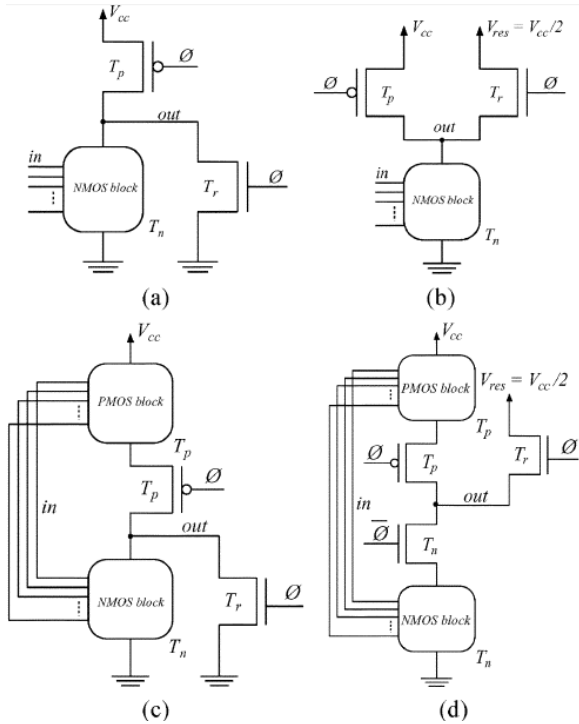 V_cc
T_p
Ø
out
in
NMOS block
T_r
Ø
T_n
(a)
V_cc
V_res = V_cc/2
Ø
T_p
T_r
Ø
out
in
NMOS block
T_n
(b)
V_cc
PMOS block
T_p
T_p
Ø
in
out
NMOS block
T_r
Ø
T_n
(c)
V_cc
PMOS block
V_res = V_cc/2
T_p
Ø
T_p
T_r
Ø
in
out
Ø̅
T_n
NMOS block
T_n
(d)